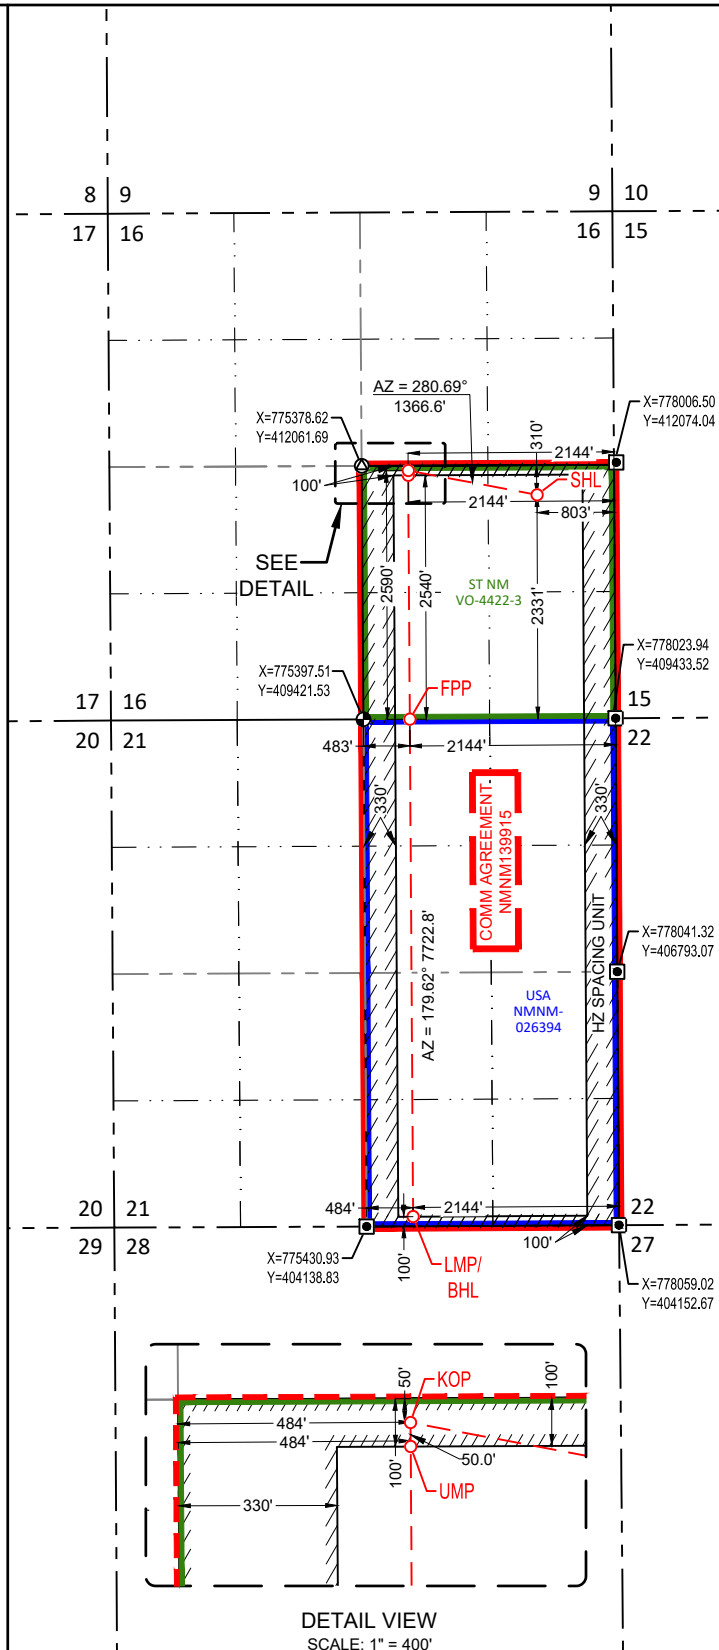 8 9
17 16
9 10
16 15
AZ = 280.69°
1366.6'
X=775378.62
Y=412061.69
X=778006.50
Y=412074.04
310'
2144'
100'
SHL
2144'
803'
SEE
DETAIL
2590'
2540'
ST NM
VO-4422-3
2331'
X=775397.51
Y=409421.53
X=778023.94
Y=409433.52
FPP
17 16
20 21
15
22
483'
2144'
330'
330'
COMM AGREEMENT
NMNM139915
HZ SPACING UNIT
X=778041.32
Y=406793.07
AZ = 179.62° 7722.8'
USA
NMNM-
026394
20 21
29 28
484'
2144'
22
27
100'
100'
LMP/
BHL
X=775430.93
Y=404138.83
X=778059.02
Y=404152.67
KOP
50'
100'
484'
484'
50.0'
100'
UMP
330'
DETAIL VIEW
SCALE: 1" = 400'